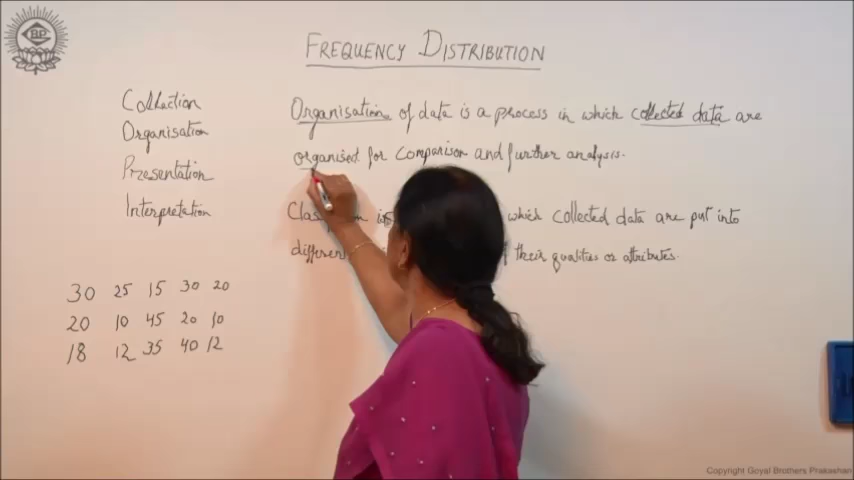 GBP
FREQUENCY DISTRIBUTION
Collection
Organisation
Presentation
Interpretation
Organisation of data is a process in which collected data are
organised for comparison and further analysis.
which collected data are put into
their qualities or attributes.
30 25 15 30 20
20 10 45 20 10
18 12 35 40 12
Copyright Goyal Brothers Prakashan